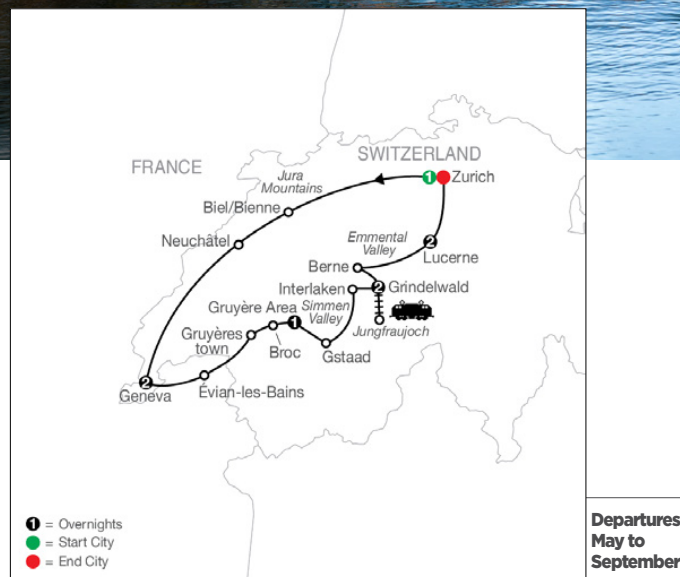 FRANCE
SWITZERLAND
Jura
Mountains
1
Zurich
Biel/Bienne
Neuchâtel
Emmental
Valley
2
Lucerne
Berne
Interlaken
2
Grindelwald
Gruyère Area
1
Simmen
Valley
Jungfraujoch
Gruyères
town
Broc
Gstaad
2
Geneva
Évian-les-Bains
1 = Overnights
= Start City
= End City
Departures
May to
September